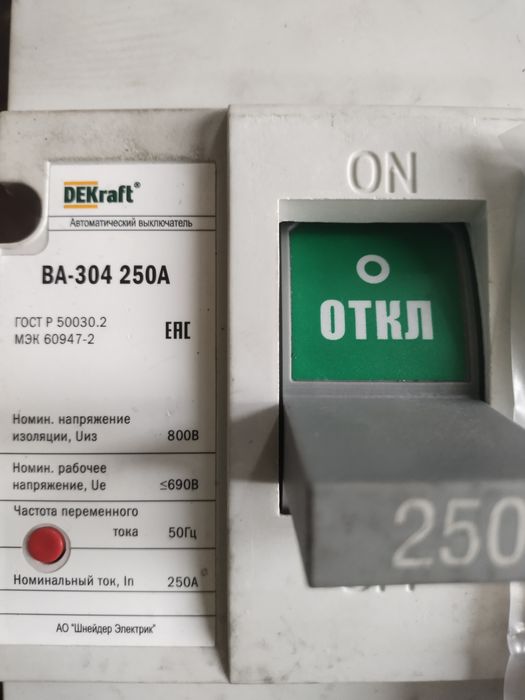 DEKraft®
Автоматический выключатель
ВА-304 250А
ГОСТ Р 50030.2
МЭК 60947-2
EAC
Номин. напряжение
изоляции, Uиз 800В
Номин. рабочее
напряжение, Ue ≤690В
Частота переменного
тока 50Гц
Номинальный ток, In 250А
АО "Шнейдер Электрик"
ON
O
ОТКЛ
250